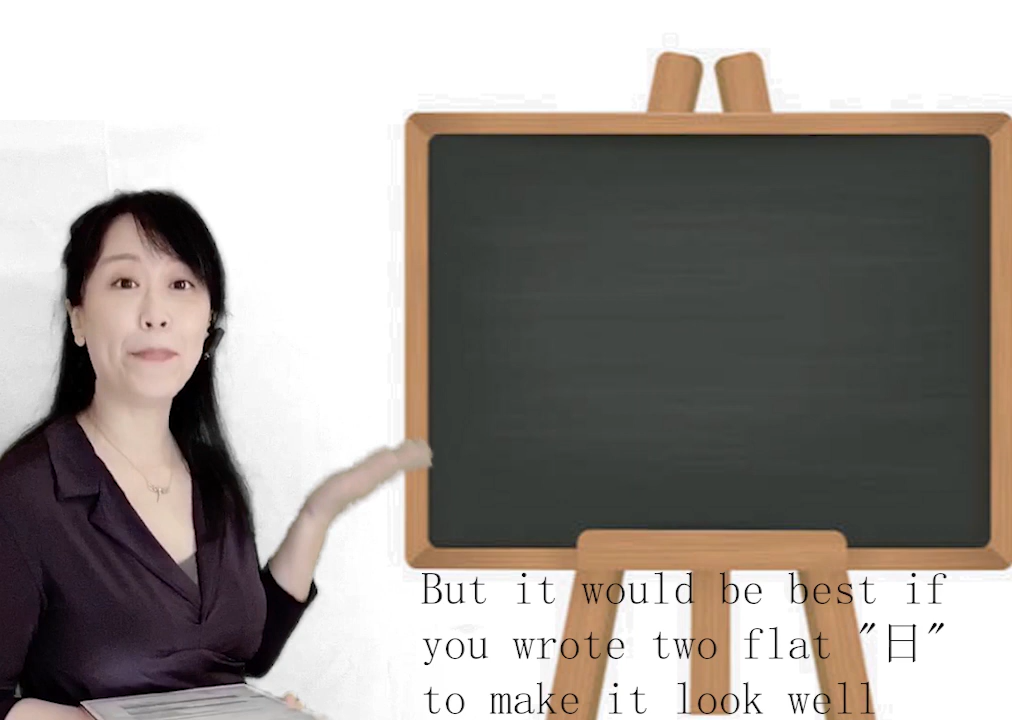 But it would be best if
you wrote two flat "日"
to make it look well